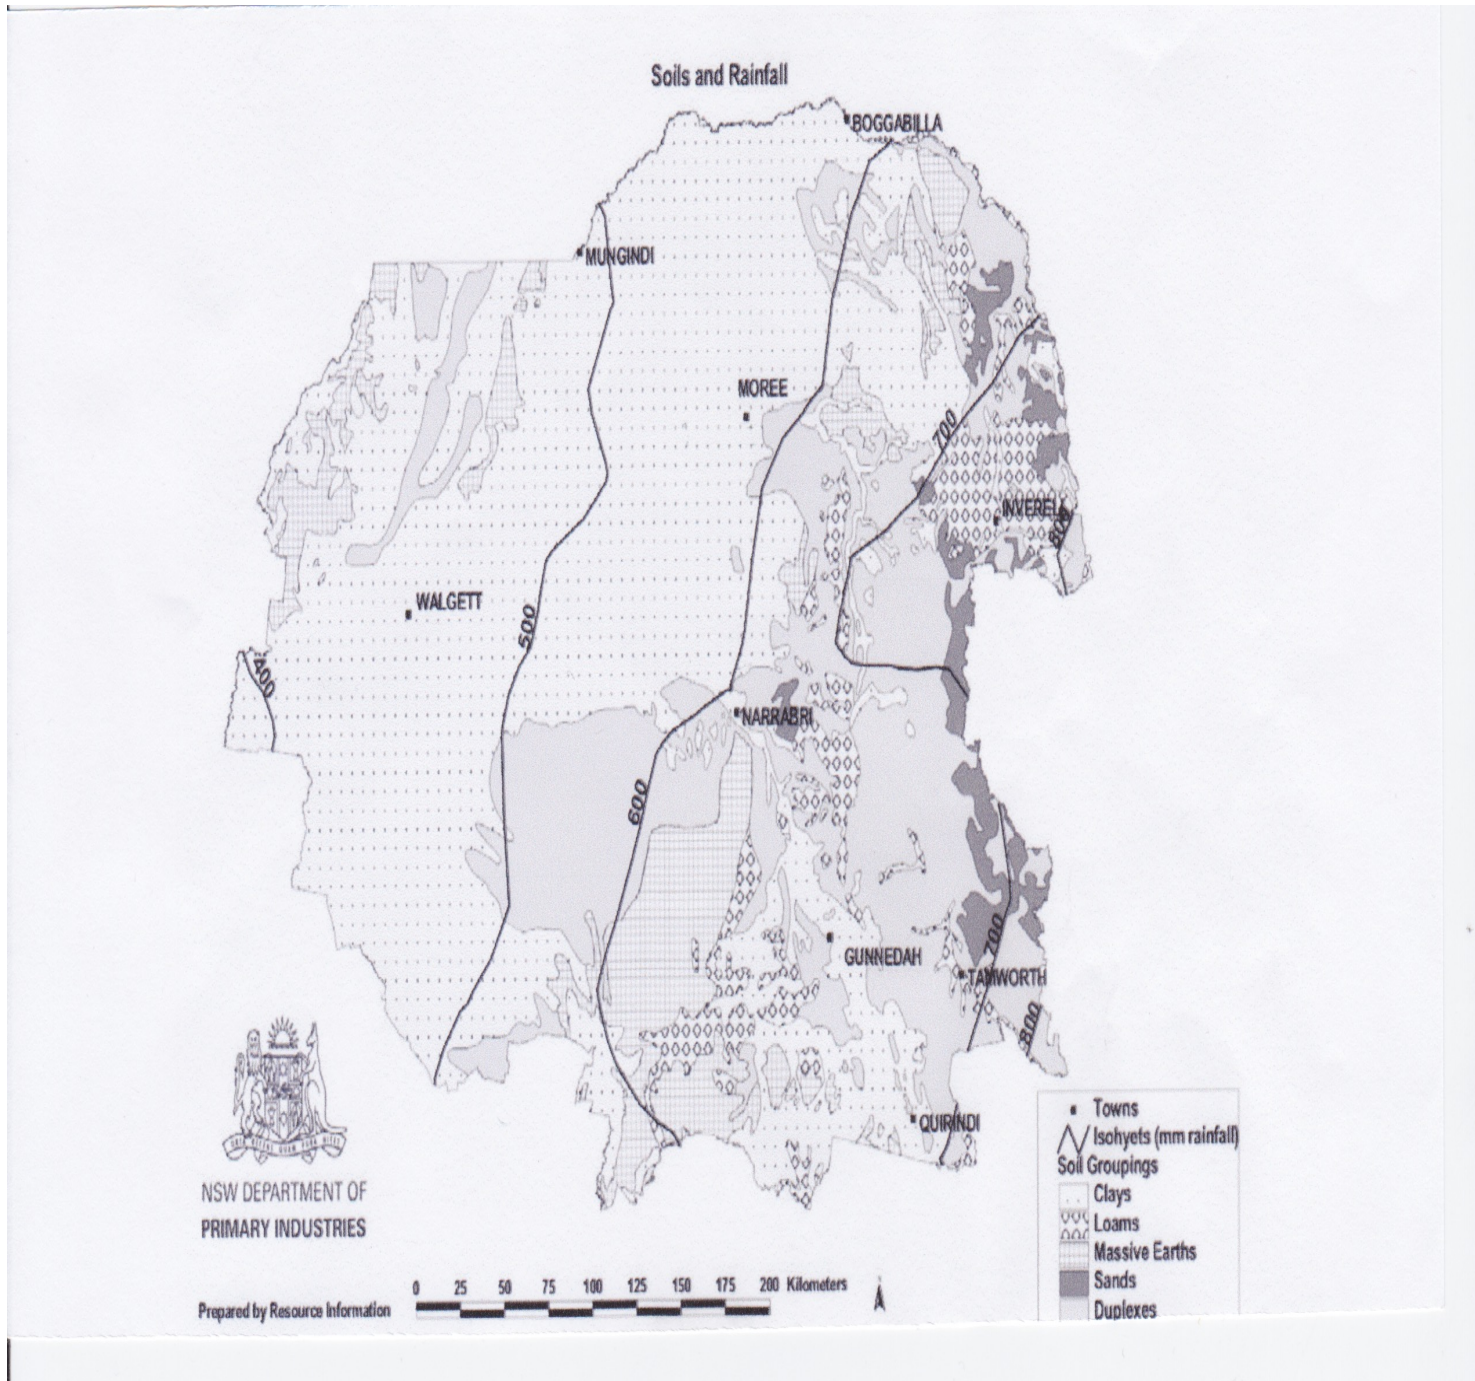 Soils and Rainfall
BOGGABILLA
MUNGINDI
MOREE
700
INVERELL
800
WALGETT
500
400
NARRABRI
600
GUNNEDAH
700
TAMWORTH
800
QUIRINDI
Towns
Isohyets (mm rainfall)
Soil Groupings
Clays
Loams
Massive Earths
Sands
Duplexes
NSW DEPARTMENT OF
PRIMARY INDUSTRIES
0 25 50 75 100 125 150 175 200 Kilometers
Prepared by Resource Information